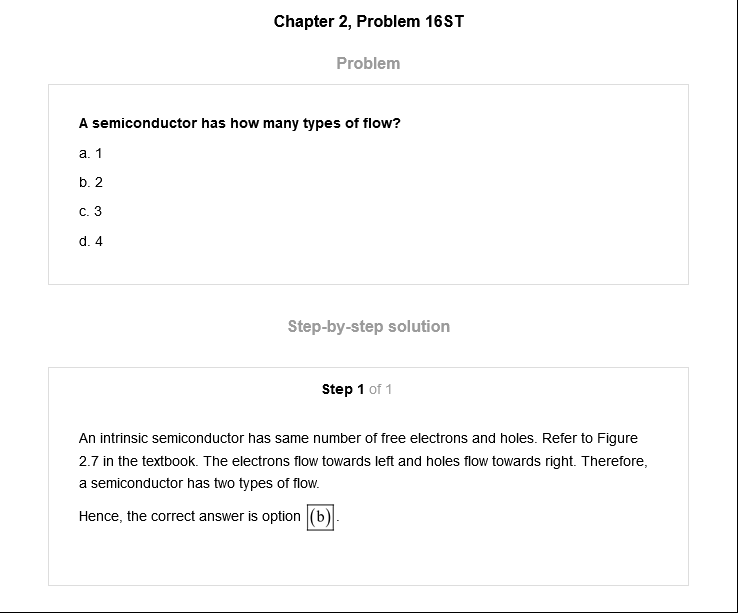 Chapter 2, Problem 16ST
Problem
A semiconductor has how many types of flow?
a. 1
b. 2
c. 3
d. 4
Step-by-step solution
Step 1 of 1
An intrinsic semiconductor has same number of free electrons and holes. Refer to Figure
2.7 in the textbook. The electrons flow towards left and holes flow towards right. Therefore,
a semiconductor has two types of flow.
Hence, the correct answer is option (b).